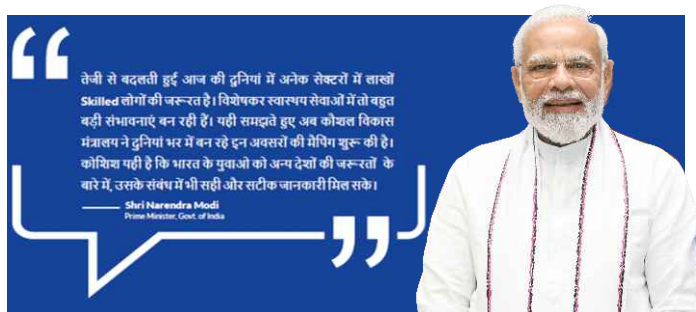 तेजी से बदलती हुई आज की दुनियां में अनेक सेक्टरों में लाखों
Skilled लोगों की जरूरत है। विशेषकर स्वास्थय सेवाओं में तो बहुत
बड़ी संभावनाएं बन रही हैं। यही समझते हुए अब कौशल विकास
मंत्रालय ने दुनियां भर में बन रहे इन अवसरों की मैपिंग शुरू की है।
कोशिश यही है कि भारत के युवाओ को अन्य देशों की जरूरतों के
बारे में, उसके संबंध में भी सही और सटीक जानकारी मिल सके।
Shri Narendra Modi
Prime Minister, Govt. of India